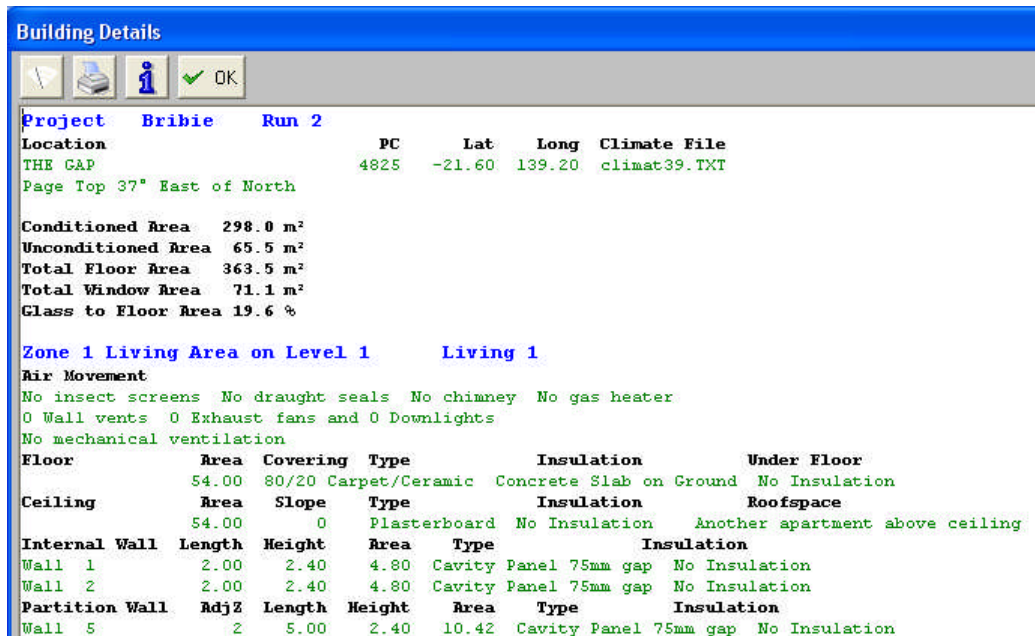 Building Details
OK
Project Bribie Run 2
Location PC Lat Long Climate File
THE GAP 4825 -21.60 139.20 climat39.TXT
Page Top 37° East of North
Conditioned Area 298.0 m²
Unconditioned Area 65.5 m²
Total Floor Area 363.5 m²
Total Window Area 71.1 m²
Glass to Floor Area 19.6 %
Zone 1 Living Area on Level 1 Living 1
Air Movement
No insect screens No draught seals No chimney No gas heater
0 Wall vents 0 Exhaust fans and 0 Downlights
No mechanical ventilation
Floor Area Covering Type Insulation Under Floor
54.00 80/20 Carpet/Ceramic Concrete Slab on Ground No Insulation
Ceiling Area Slope Type Insulation Roofspace
54.00 0 Plasterboard No Insulation Another apartment above ceiling
Internal Wall Length Height Area Type Insulation
Wall 1 2.00 2.40 4.80 Cavity Panel 75mm gap No Insulation
Wall 2 2.00 2.40 4.80 Cavity Panel 75mm gap No Insulation
Partition Wall AdjZ Length Height Area Type Insulation
Wall 5 2 5.00 2.40 10.42 Cavity Panel 75mm gap No Insulation